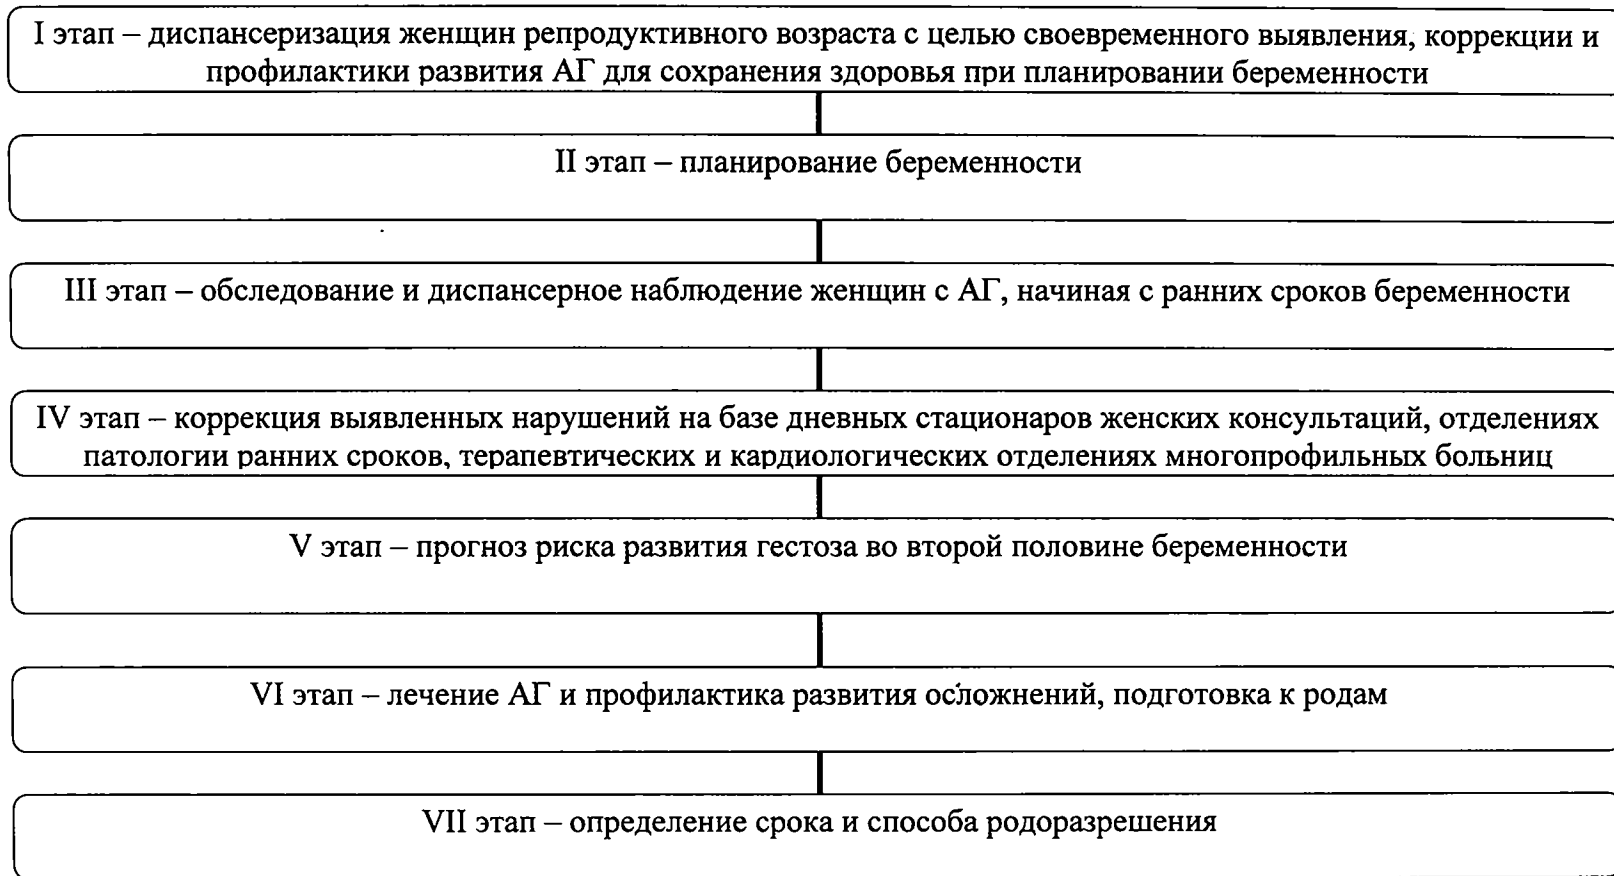 I этап – диспансеризация женщин репродуктивного возраста с целью своевременного выявления, коррекции и
профилактики развития АГ для сохранения здоровья при планировании беременности
II этап – планирование беременности
III этап – обследование и диспансерное наблюдение женщин с АГ, начиная с ранних сроков беременности
IV этап – коррекция выявленных нарушений на базе дневных стационаров женских консультаций, отделениях
патологии ранних сроков, терапевтических и кардиологических отделениях многопрофильных больниц
V этап – прогноз риска развития гестоза во второй половине беременности
VI этап – лечение АГ и профилактика развития осложнений, подготовка к родам
VII этап – определение срока и способа родоразрешения